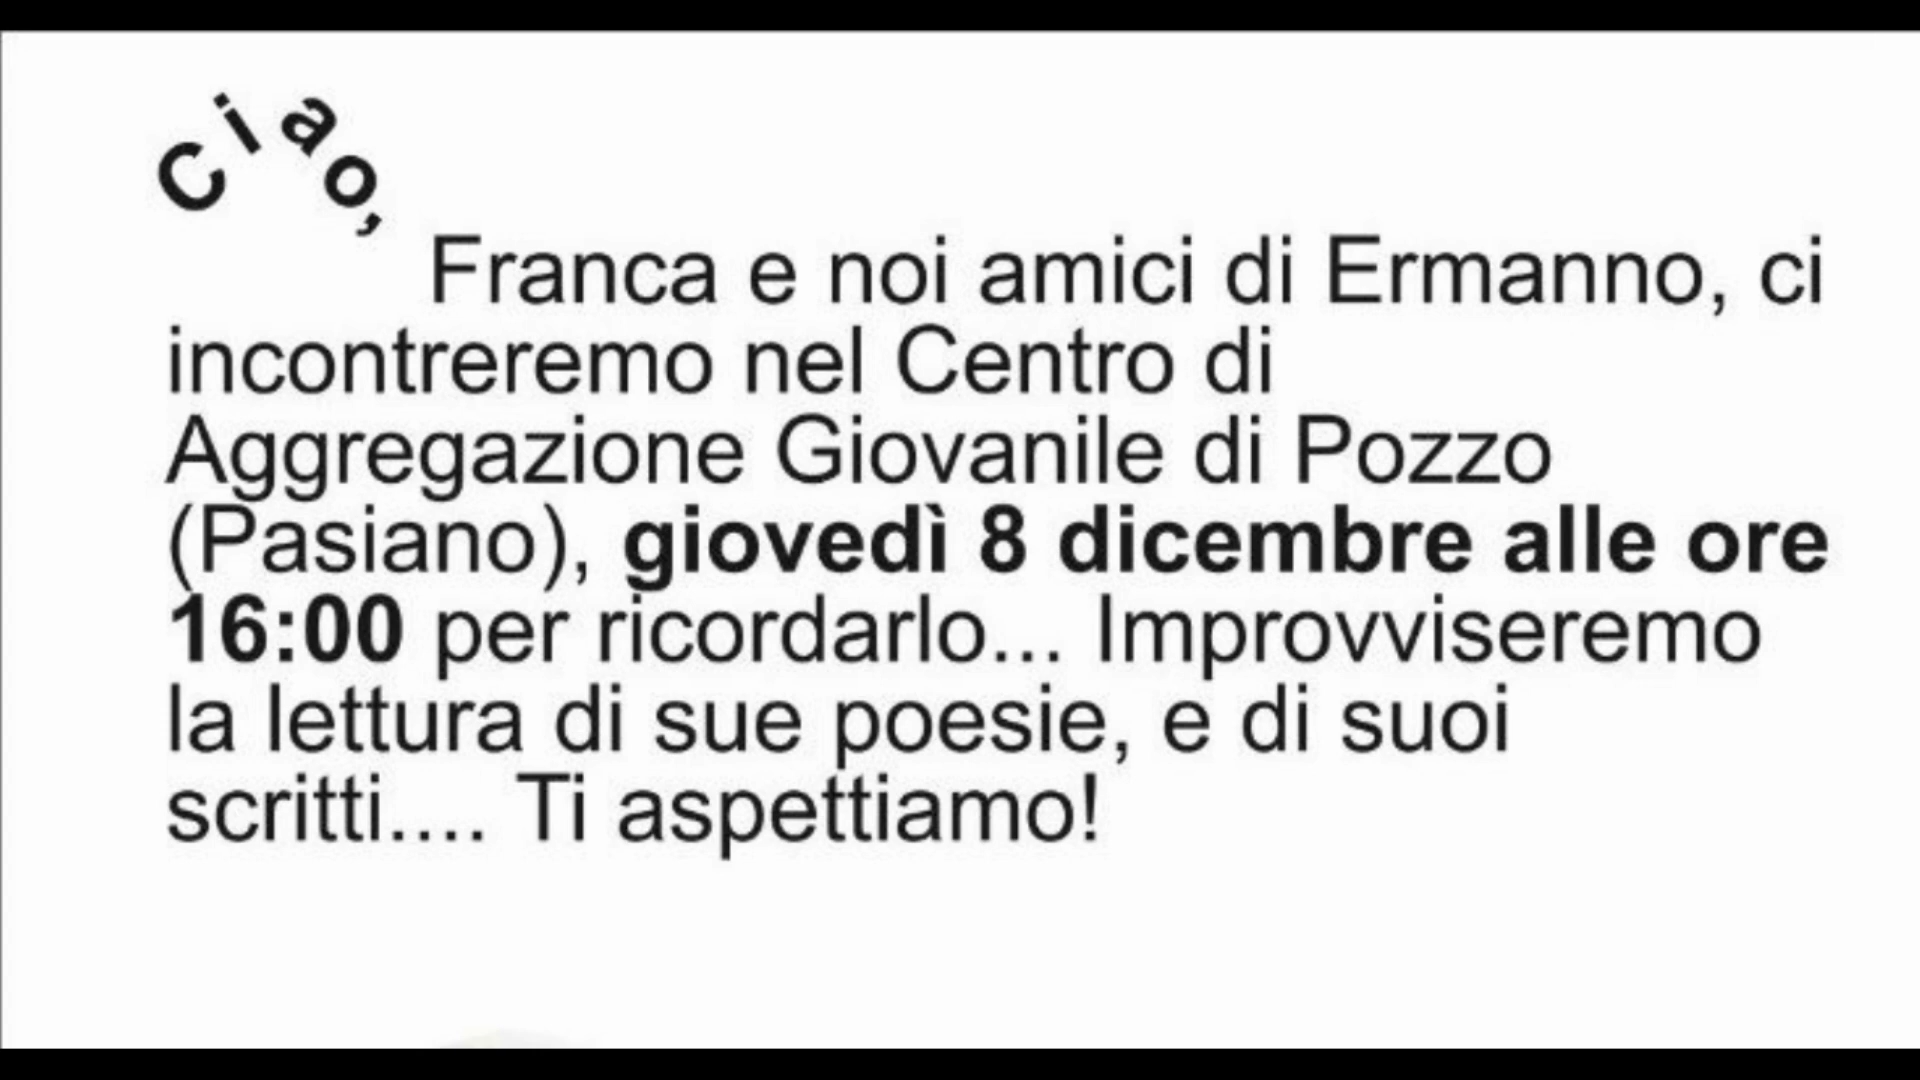 Ciao,
Franca e noi amici di Ermanno, ci
incontreremo nel Centro di
Aggregazione Giovanile di Pozzo
(Pasiano), giovedì 8 dicembre alle ore
16:00 per ricordarlo... Improvviseremo
la lettura di sue poesie, e di suoi
scritti.... Ti aspettiamo!